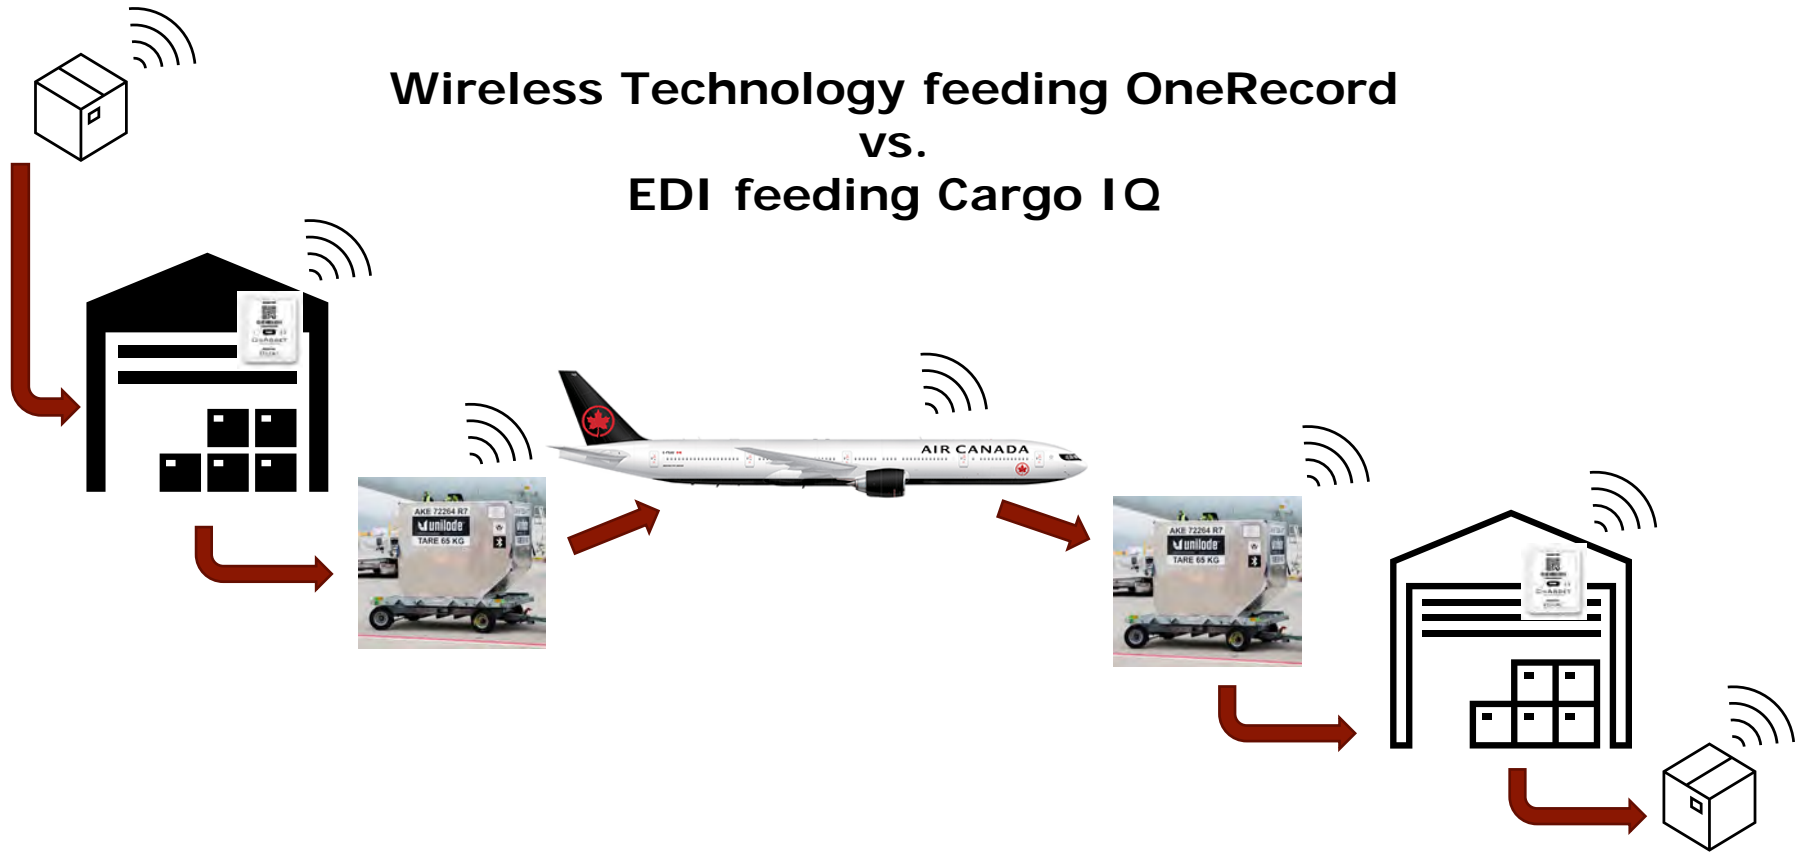 Wireless Technology feeding OneRecord
vs.
EDI feeding Cargo IQ
AIR CANADA
AKE 72264 R7
unilode
TARE 65 KG
AKE 72264 R7
unilode
TARE 65 KG